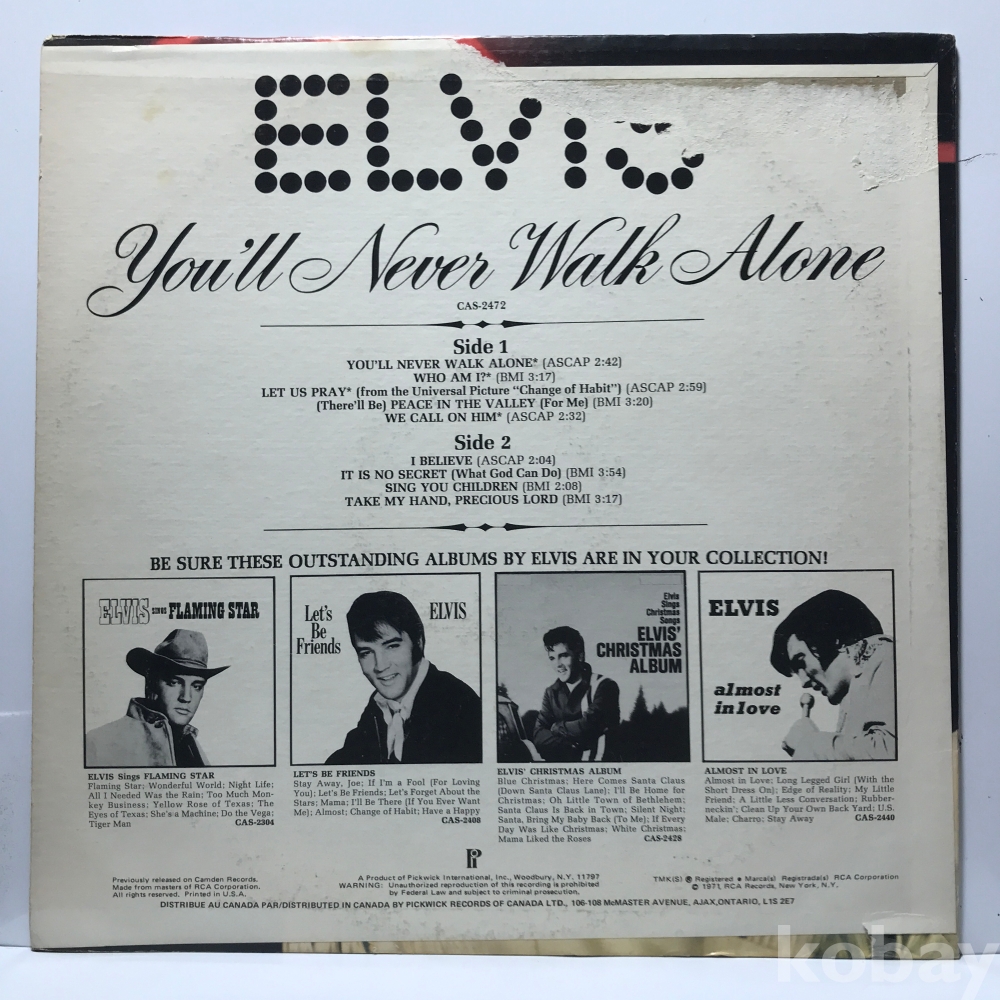 ELVIS
You'll Never Walk Alone
CAS-2472
Side 1
YOU'LL NEVER WALK ALONE* (ASCAP 2:42)
WHO AM I?* (BMI 3:17)
LET US PRAY* (from the Universal Picture "Change of Habit") (ASCAP 2:59)
(There'll Be) PEACE IN THE VALLEY (For Me) (BMI 3:20)
WE CALL ON HIM* (ASCAP 2:32)
Side 2
I BELIEVE (ASCAP 2:04)
IT IS NO SECRET (What God Can Do) (BMI 3:54)
SING YOU CHILDREN (BMI 2:08)
TAKE MY HAND, PRECIOUS LORD (BMI 3:17)
BE SURE THESE OUTSTANDING ALBUMS BY ELVIS ARE IN YOUR COLLECTION!
ELVIS SINGS FLAMING STAR
Let's
Be
Friends
ELVIS
Elvis
Sings
Christmas
Songs
ELVIS'
CHRISTMAS
ALBUM
ELVIS
almost
in love
ELVIS Sings FLAMING STAR
Flaming Star; Wonderful World; Night Life;
All I Needed Was the Rain; Too Much Mon-
key Business; Yellow Rose of Texas; The
Eyes of Texas; She's a Machine; Do the Vega;
Tiger Man CAS-2304
LET'S BE FRIENDS
Stay Away, Joe; If I'm a Fool (For Loving
You); Let's Be Friends; Let's Forget About the
Stars; Mama; I'll Be There (If You Ever Want
Me); Almost; Change of Habit; Have a Happy
CAS-2408
ELVIS' CHRISTMAS ALBUM
Blue Christmas; Here Comes Santa Claus
(Down Santa Claus Lane); I'll Be Home for
Christmas; Oh Little Town of Bethlehem;
Santa Claus Is Back in Town; Silent Night;
Santa, Bring My Baby Back (To Me); If Every
Day Was Like Christmas; White Christmas;
Mama Liked the Roses CAS-2428
ALMOST IN LOVE
Almost in Love; Long Legged Girl (With the
Short Dress On); Edge of Reality; My Little
Friend; A Little Less Conversation; Rubber-
neckin'; Clean Up Your Own Back Yard; U.S.
Male; Charro; Stay Away CAS-2440
Previously released on Camden Records.
Made from masters of RCA Corporation.
All rights reserved. Printed in U.S.A.
A Product of Pickwick International, Inc., Woodbury, N.Y. 11797
WARNING: Unauthorized reproduction of this recording is prohibited
by Federal Law and subject to criminal prosecution.
TMK(S) ® Registered • Marca(s) Registrada(s) RCA Corporation
© 1971, RCA Records, New York, N.Y.
DISTRIBUE AU CANADA PAR/DISTRIBUTED IN CANADA BY PICKWICK RECORDS OF CANADA LTD., 106-108 McMASTER AVENUE, AJAX, ONTARIO, L1S 2E7
kobay